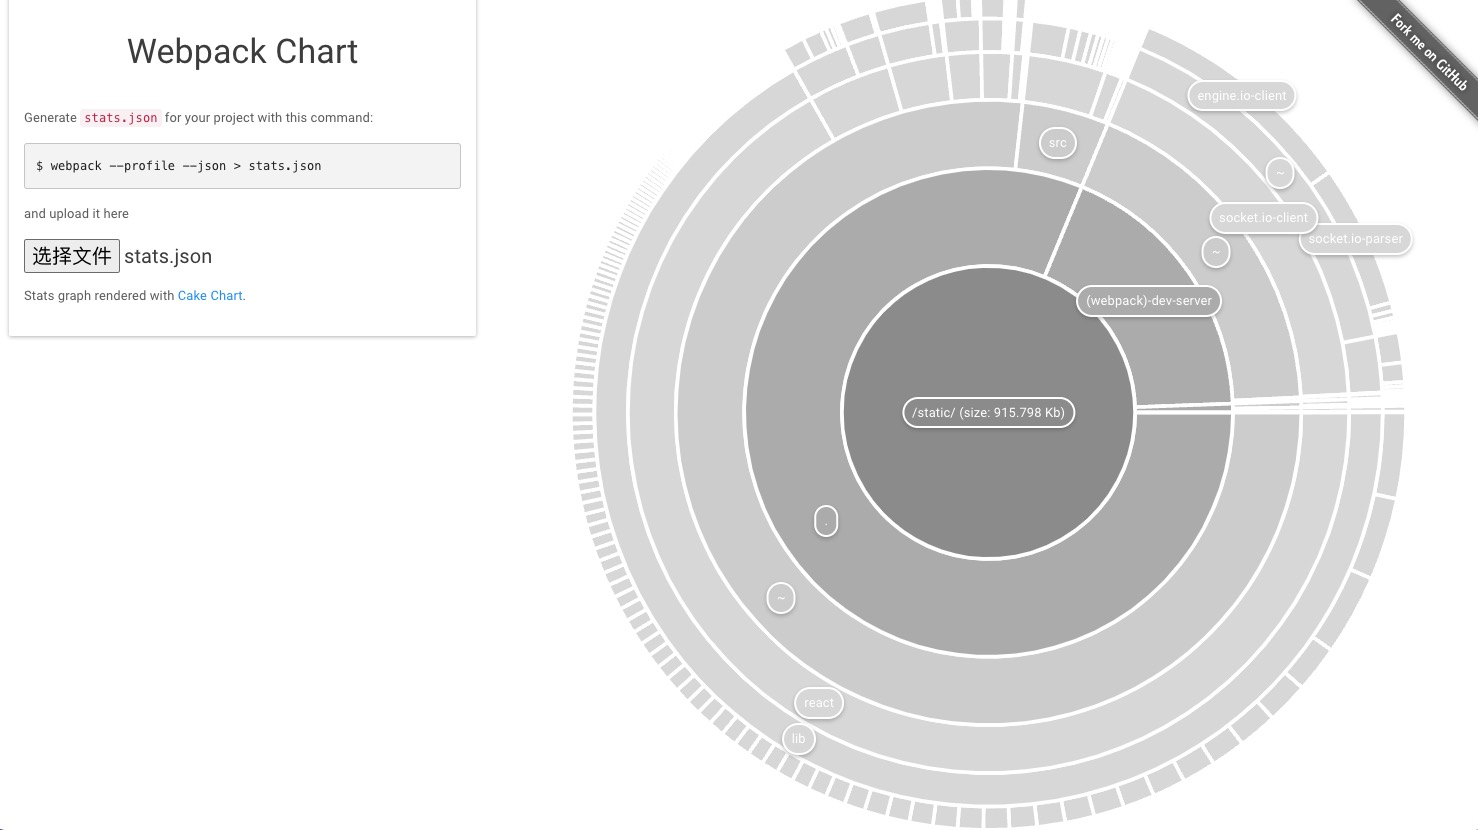 Webpack Chart
Generate stats.json for your project with this command:
$ webpack --profile --json > stats.json
and upload it here
选择文件 stats.json
Stats graph rendered with Cake Chart.
Fork me on GitHub
engine.io-client
src
~
socket.io-client
socket.io-parser
~
(webpack)-dev-server
/static/ (size: 915.798 Kb)
.
~
react
lib